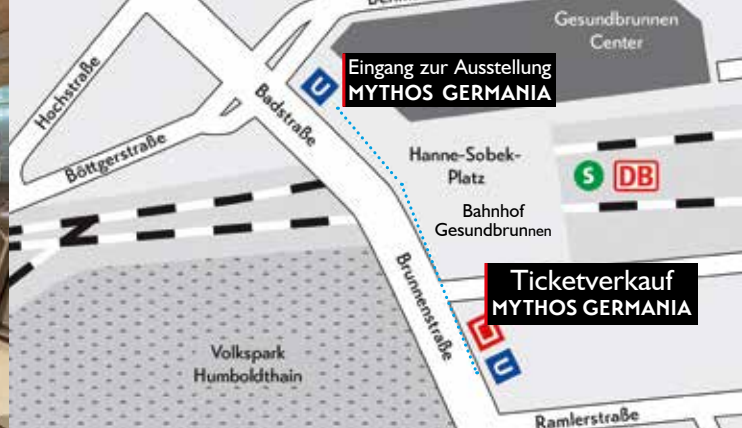 Gesundbrunnen
Center
Eingang zur Ausstellung
MYTHOS GERMANIA
U
Hochstraße
Badstraße
Böttgerstraße
Hanne-Sobek-
Platz
S
DB
Bahnhof
Gesundbrunnen
Ticketverkauf
MYTHOS GERMANIA
Brunnenstraße
U
Volkspark
Humboldthain
Ramlerstraße